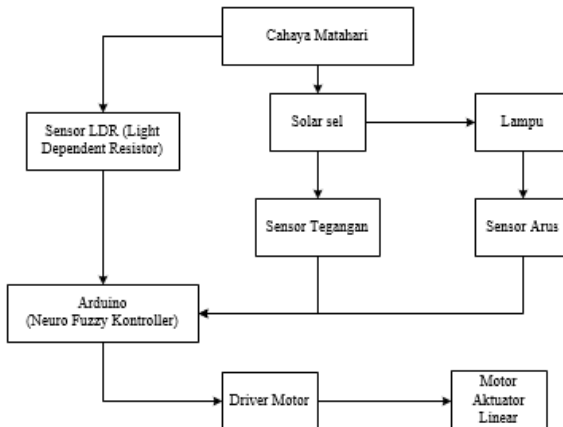 Cahaya Matahari
Sensor LDR (Light
Dependent Resistor)
Solar sel
Lampu
Sensor Tegangan
Sensor Arus
Arduino
(Neuro Fuzzy Kontroller)
Driver Motor
Motor
Aktuator
Linear